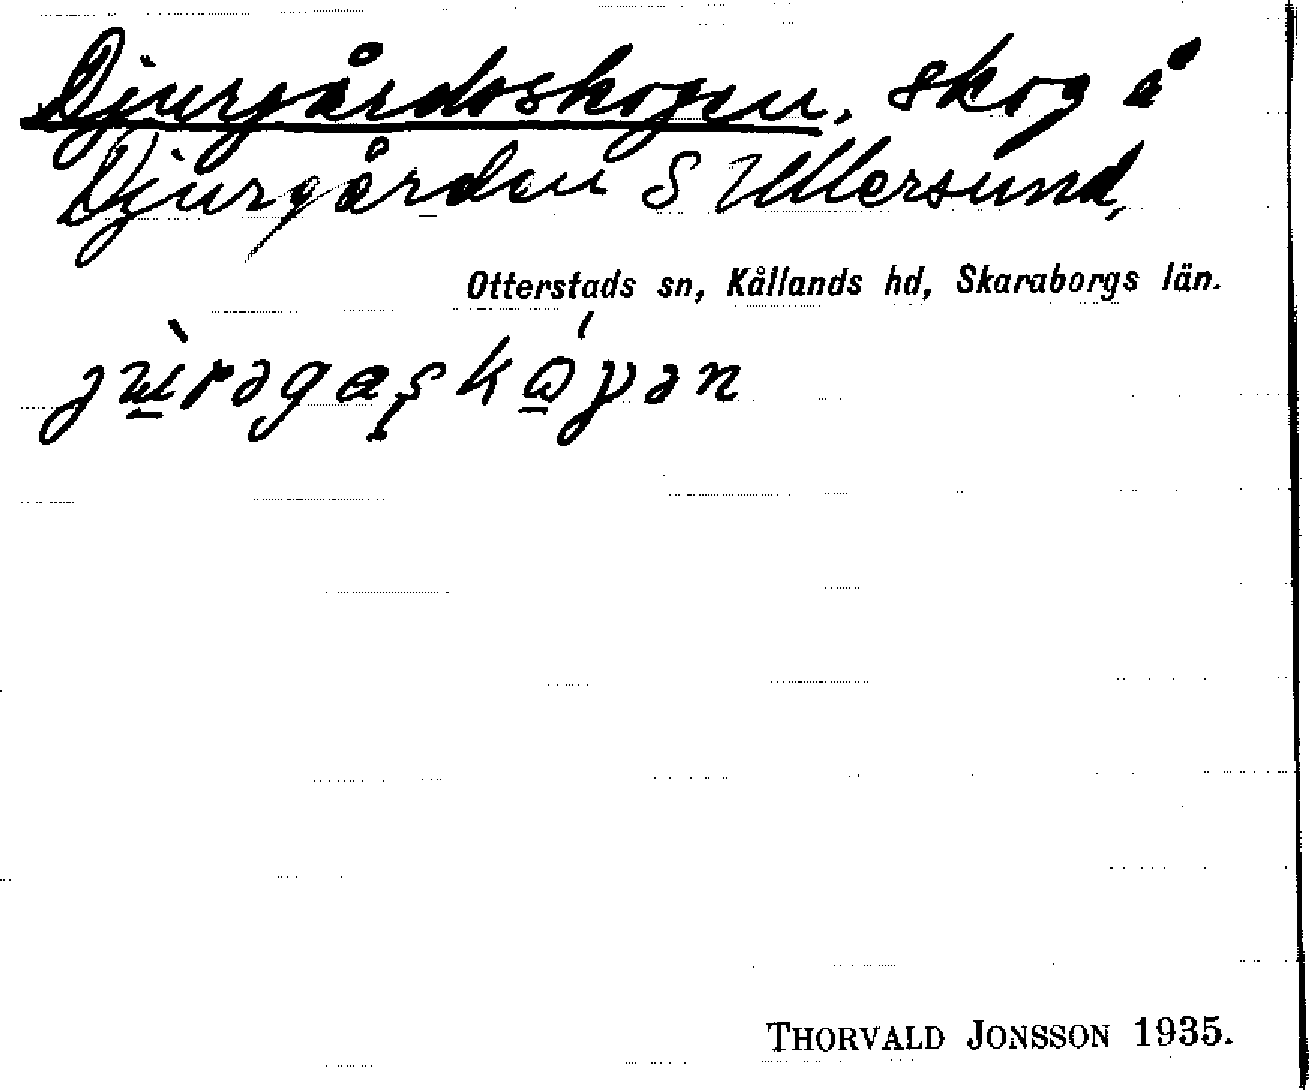 Djurgårdsskogen, skog å
Djurgården S Ullersund,
Otterstads sn, Kållands hd, Skaraborgs län.
THORVALD JONSSON 1935.